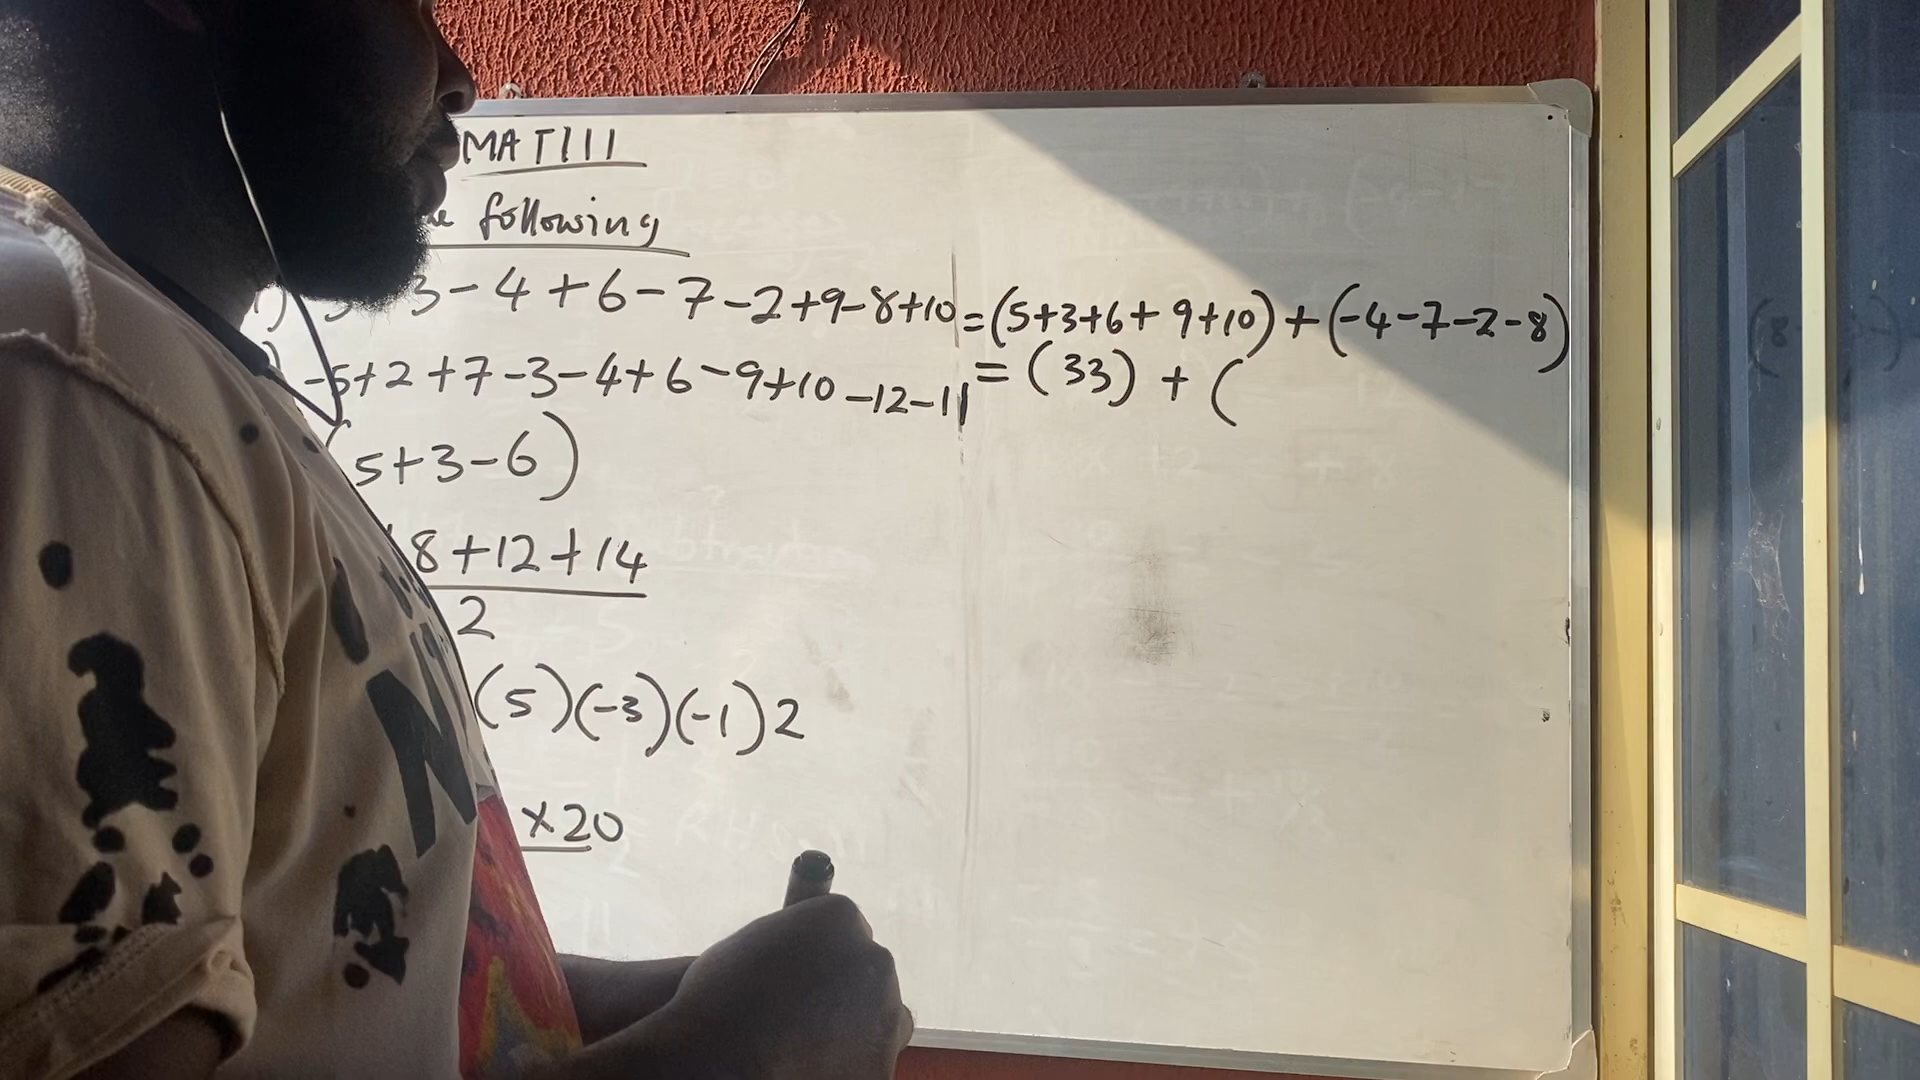 MAT111
following
3-4+6-7-2+9-8+10=(5+3+6+9+10)+(-4-7-2-8)
-5+2+7-3-4+6-9+10-12-11
=(33)+(
5+3-6)
8+12+14
2
(5)(-3)(-1)2
x20
N